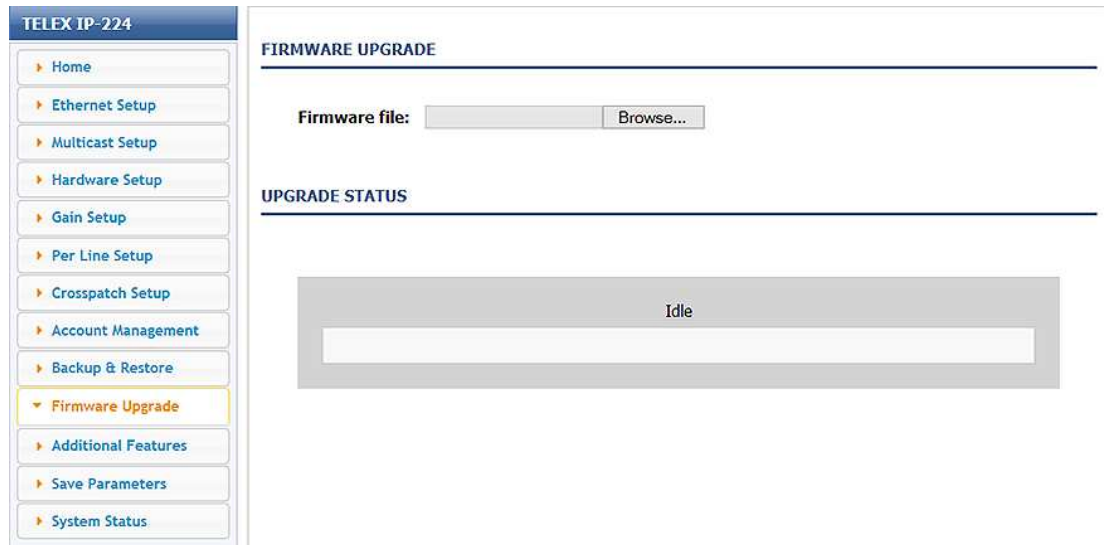 TELEX IP-224
Home
Ethernet Setup
Multicast Setup
Hardware Setup
Gain Setup
Per Line Setup
Crosspatch Setup
Account Management
Backup & Restore
Firmware Upgrade
Additional Features
Save Parameters
System Status
FIRMWARE UPGRADE
Firmware file: Browse...
UPGRADE STATUS
Idle